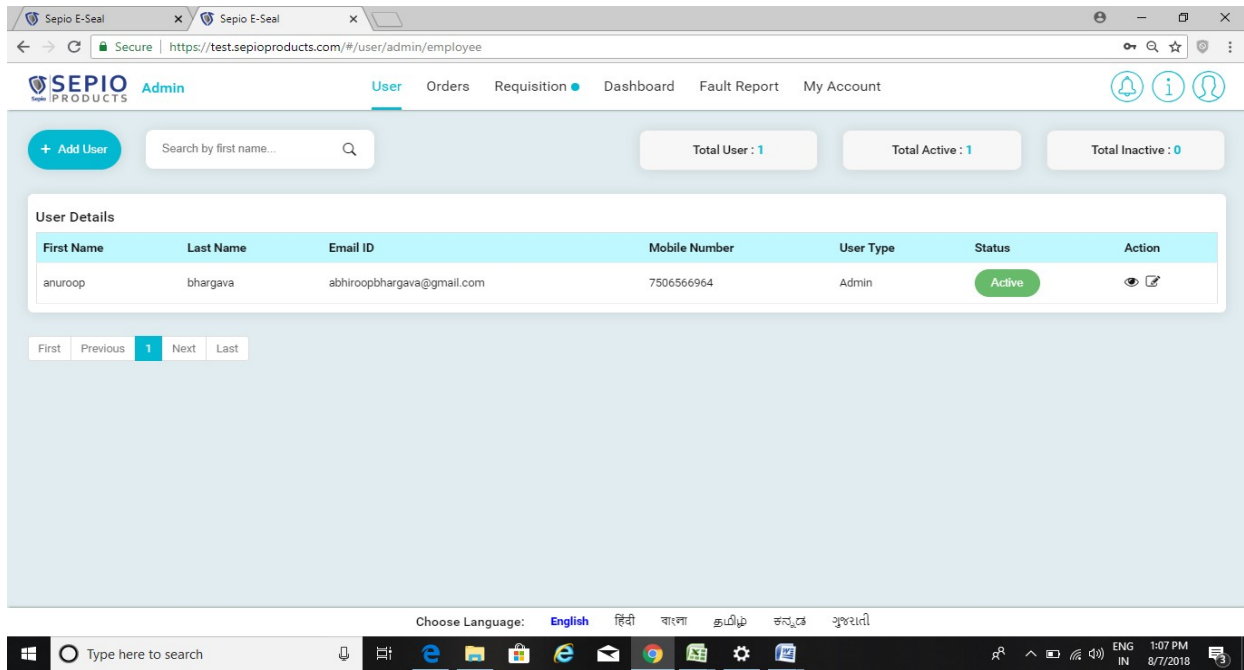 Sepio E-Seal Sepio E-Seal
Secure https://test.sepioproducts.com/#/user/admin/employee
SEPIO Admin User Orders Requisition Dashboard Fault Report My Account
Sepio PRODUCTS
+ Add User Search by first name... Total User : 1 Total Active : 1 Total Inactive : 0
User Details
First Name Last Name Email ID Mobile Number User Type Status Action
anuroop bhargava abhiroopbhargava@gmail.com 7506566964 Admin Active
First Previous 1 Next Last
Choose Language: English हिंदी বাংলা தமிழ் ಕನ್ನಡ ગુજરાતી
Type here to search ENG 1:07 PM
IN 8/7/2018 3